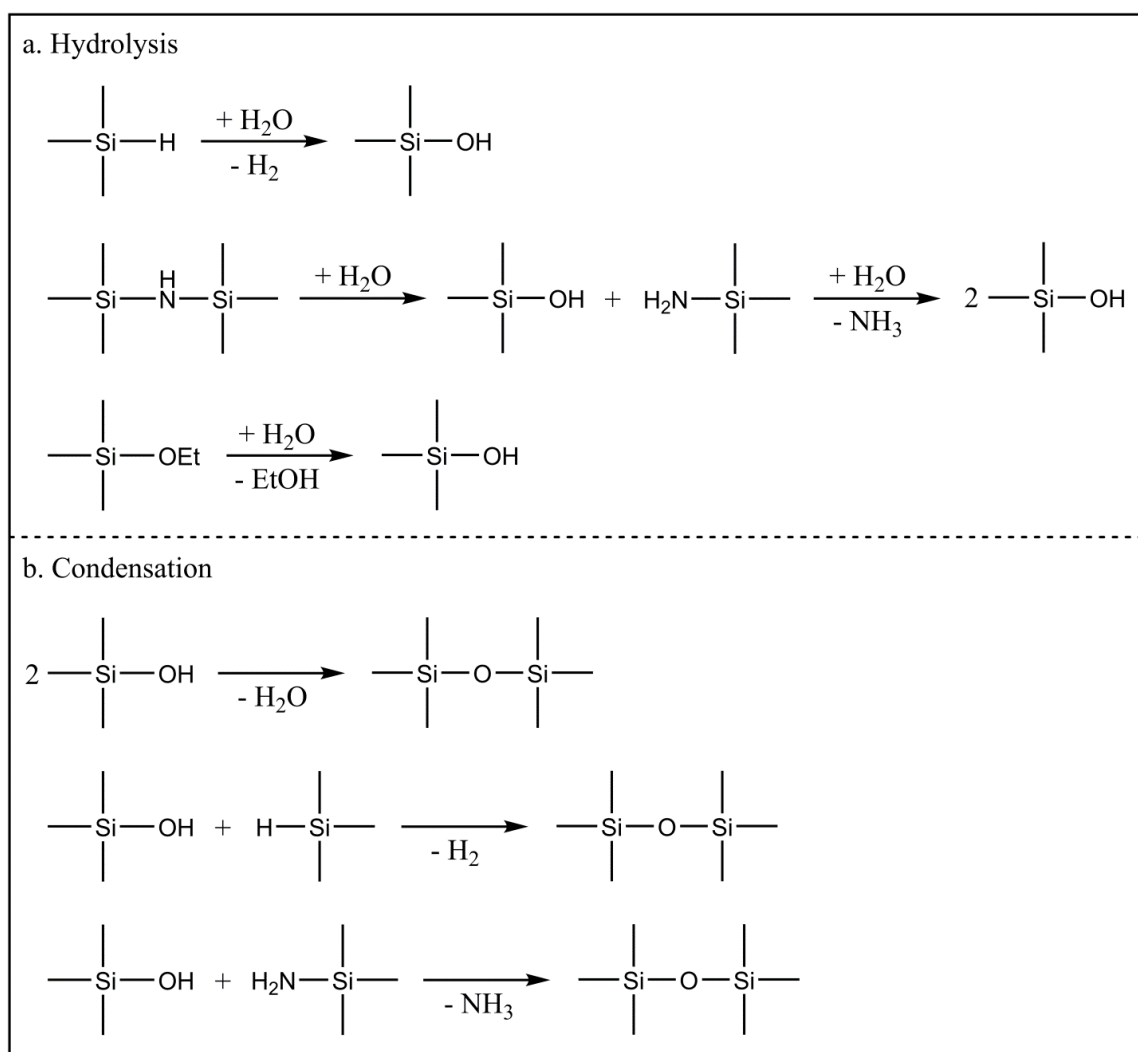 a. Hydrolysis
Si H + H₂O - H₂ Si OH
Si H N Si + H₂O Si OH + H₂N Si + H₂O - NH₃ 2 Si OH
Si OEt + H₂O - EtOH Si OH
b. Condensation
2 Si OH - H₂O Si O Si
Si OH + H Si - H₂ Si O Si
Si OH + H₂N Si - NH₃ Si O Si